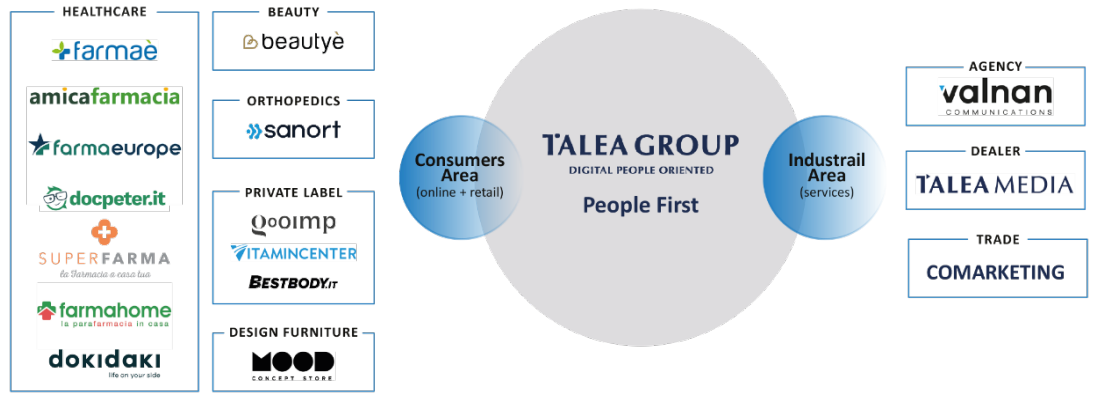 HEALTHCARE
farmaè
amicafarmacia
farmaeurope
docpeter.it
SUPERFARMA
la Farmacia a casa tua
farmahome
la parafarmacia in casa
dokidaki
life on your side
BEAUTY
beautyè
ORTHOPEDICS
sanort
PRIVATE LABEL
gooimp
VITAMINCENTER
BESTBODY.IT
DESIGN FURNITURE
MOOD
CONCEPT STORE
Consumers
Area
(online + retail)
TALEA GROUP
DIGITAL PEOPLE ORIENTED
People First
Industrail
Area
(services)
AGENCY
valnan
COMMUNICATIONS
DEALER
TALEA MEDIA
TRADE
COMARKETING